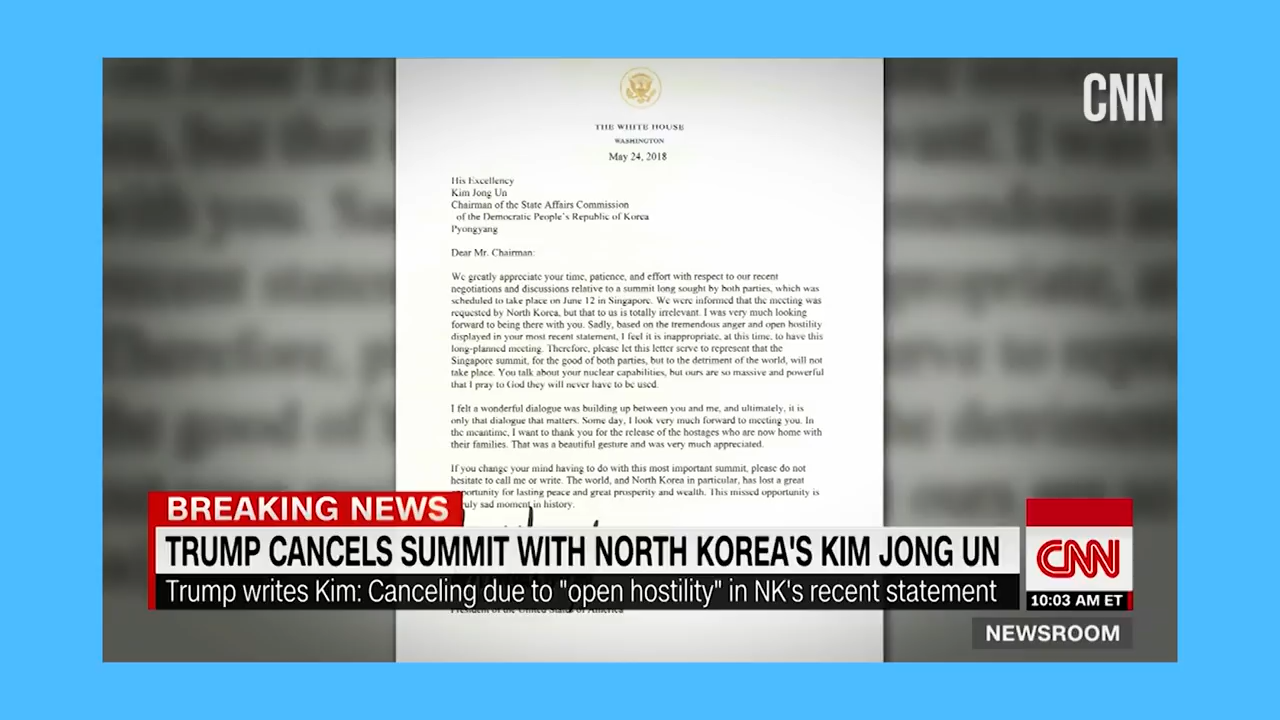 CNN
THE WHITE HOUSE
WASHINGTON
May 24, 2018
His Excellency
Kim Jong Un
Chairman of the State Affairs Commission
of the Democratic People's Republic of Korea
Pyongyang
Dear Mr. Chairman:
We greatly appreciate your time, patience, and effort with respect to our recent
negotiations and discussions relative to a summit long sought by both parties, which was
scheduled to take place on June 12 in Singapore. We were informed that the meeting was
requested by North Korea, but that to us is totally irrelevant. I was very much looking
forward to being there with you. Sadly, based on the tremendous anger and open hostility
displayed in your most recent statement, I feel it is inappropriate, at this time, to have this
long-planned meeting. Therefore, please let this letter serve to represent that the
Singapore summit, for the good of both parties, but to the detriment of the world, will not
take place. You talk about your nuclear capabilities, but ours are so massive and powerful
that I pray to God they will never have to be used.
I felt a wonderful dialogue was building up between you and me, and ultimately, it is
only that dialogue that matters. Some day, I look very much forward to meeting you. In
the meantime, I want to thank you for the release of the hostages who are now home with
their families. That was a beautiful gesture and was very much appreciated.
If you change your mind having to do with this most important summit, please do not
hesitate to call me or write. The world, and North Korea in particular, has lost a great
for lasting peace and great prosperity and wealth. This missed opportunity is
sad moment in history.
BREAKING NEWS
TRUMP CANCELS SUMMIT WITH NORTH KOREA'S KIM JONG UN
Trump writes Kim: Canceling due to "open hostility" in NK's recent statement
CNN
10:03 AM ET
President of the United States of America
NEWSROOM